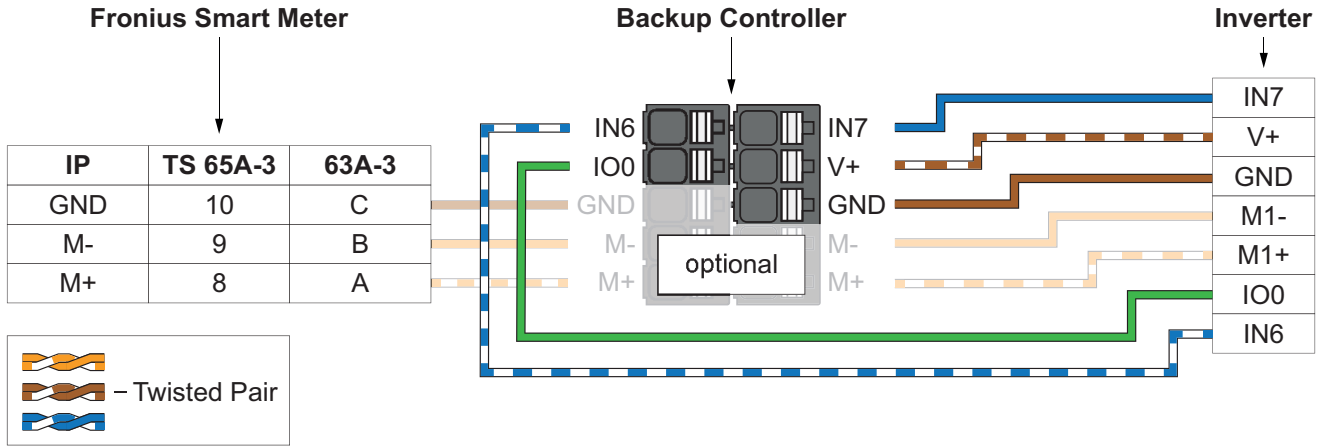 Fronius Smart Meter
Backup Controller
Inverter
IP TS 65A-3 63A-3
GND 10 C
M- 9 B
M+ 8 A
IN6
IO0
GND
M-
M+
optional
IN7
V+
GND
M-
M+
IN7
V+
GND
M1-
M1+
IO0
IN6
– Twisted Pair